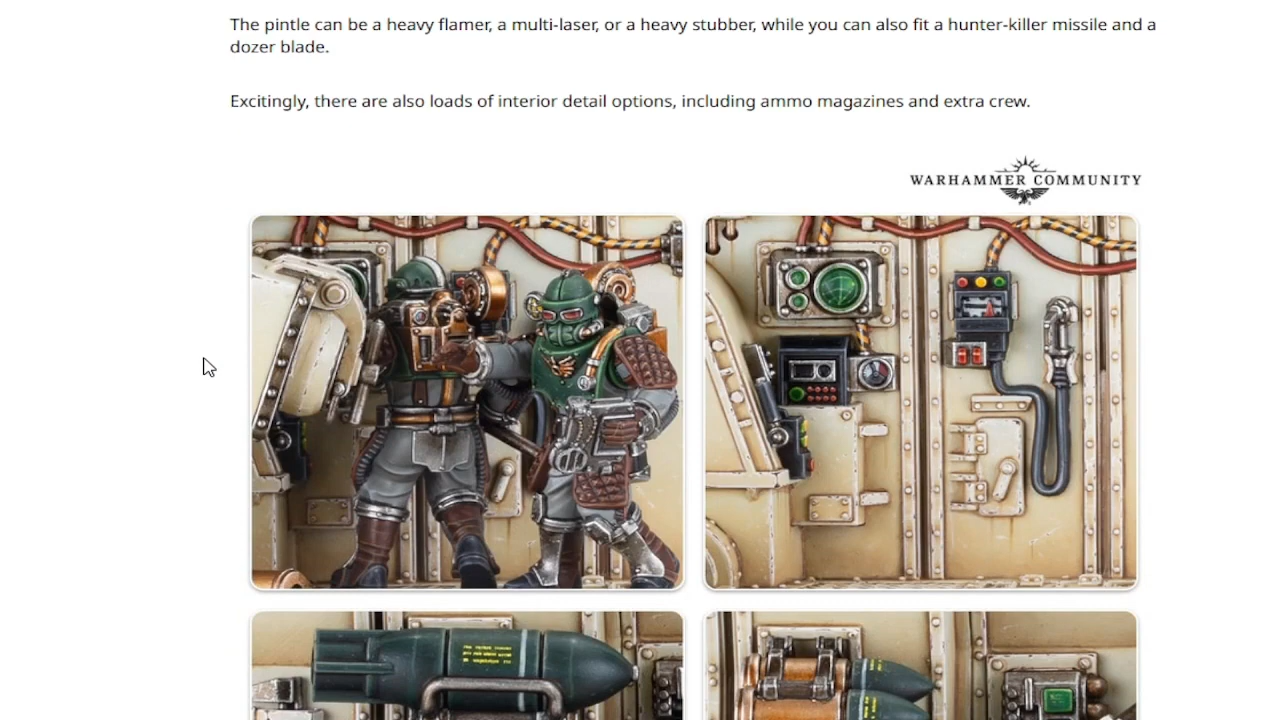 The pintle can be a heavy flamer, a multi-laser, or a heavy stubber, while you can also fit a hunter-killer missile and a
dozer blade.
Excitingly, there are also loads of interior detail options, including ammo magazines and extra crew.
WARHAMMER COMMUNITY